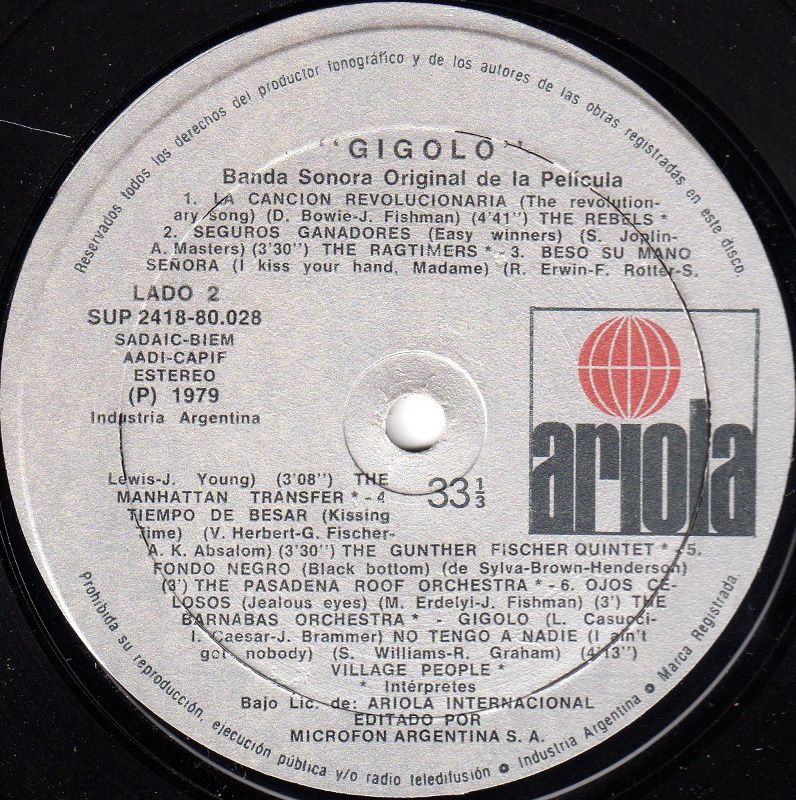 Reservados todos los derechos del productor fonográfico y de los autores de las obras registradas en este disco.
"GIGOLO"
Banda Sonora Original de la Película
1. LA CANCION REVOLUCIONARIA (The revolution-
ary song) (D. Bowie-J. Fishman) (4'41'') THE REBELS *
2. SEGUROS GANADORES (Easy winners) (S. Joplin-
A. Masters) (3'30'') THE RAGTIMERS * - 3. BESO SU MANO
SEÑORA (I kiss your hand, Madame) (R. Erwin-F. Rotter-S.
LADO 2
SUP 2418-80.028
SADAIC-BIEM
AADI-CAPIF
ESTEREO
(P) 1979
Industria Argentina
ariola
Lewis-J. Young) (3'08'') THE
MANHATTAN TRANSFER * - 4
TIEMPO DE BESAR (Kissing
Time) (V. Herbert-G. Fischer-
33 1/3
A. K. Absalom) (3'30'') THE GUNTHER FISCHER QUINTET * - 5.
FONDO NEGRO (Black bottom) (de Sylva-Brown-Henderson)
(3') THE PASADENA ROOF ORCHESTRA * - 6. OJOS CE-
LOSOS (Jealous eyes) (M. Erdelyi-J. Fishman) (3') THE
BARNABAS ORCHESTRA * - GIGOLO (L. Casucci-
I. Caesar-J. Brammer) NO TENGO A NADIE (I ain't
got nobody) (S. Williams-R. Graham) (4'13'')
VILLAGE PEOPLE *
* Intérpretes
Bajo Lic. de: ARIOLA INTERNACIONAL
EDITADO POR
MICROFON ARGENTINA S. A.
Prohibida su reproducción, ejecución pública y/o radio teledifusión • Industria Argentina • Marca Registrada.